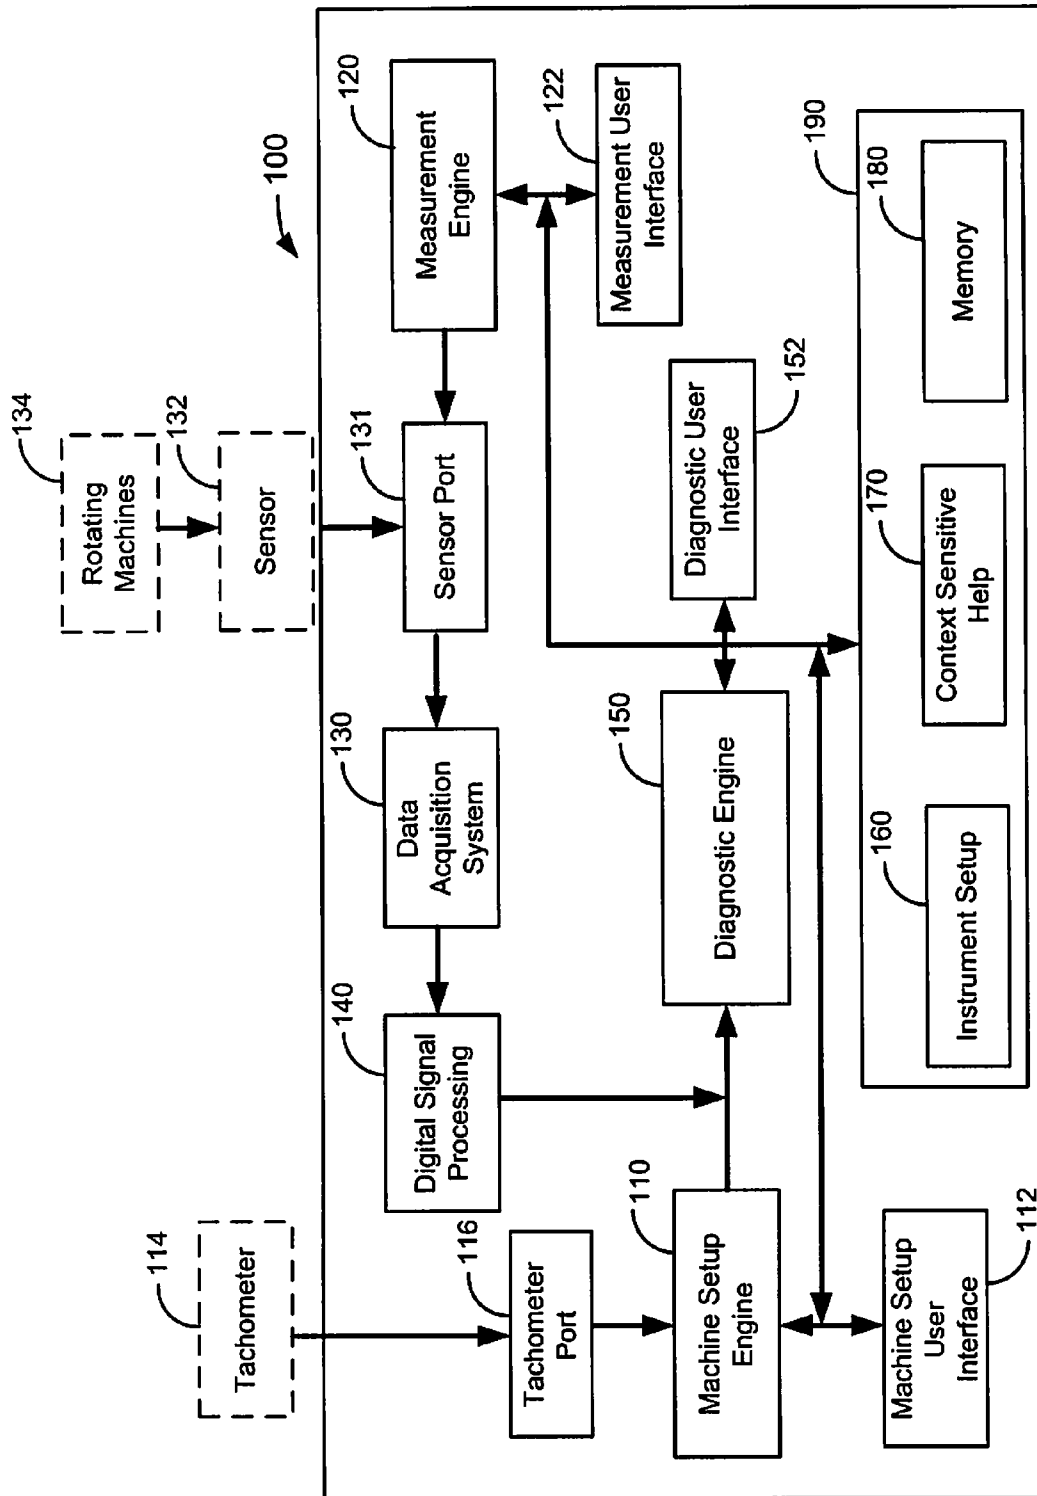 114
Tachometer
134
Rotating
Machines
132
Sensor
100
116
Tachometer
Port
140
Digital Signal
Processing
130
Data
Acquisition
System
131
Sensor Port
120
Measurement
Engine
110
Machine Setup
Engine
150
Diagnostic Engine
Diagnostic User
Interface
152
Measurement User
Interface
122
Machine Setup
User
Interface
112
190
160
Instrument Setup
170
Context Sensitive
Help
180
Memory